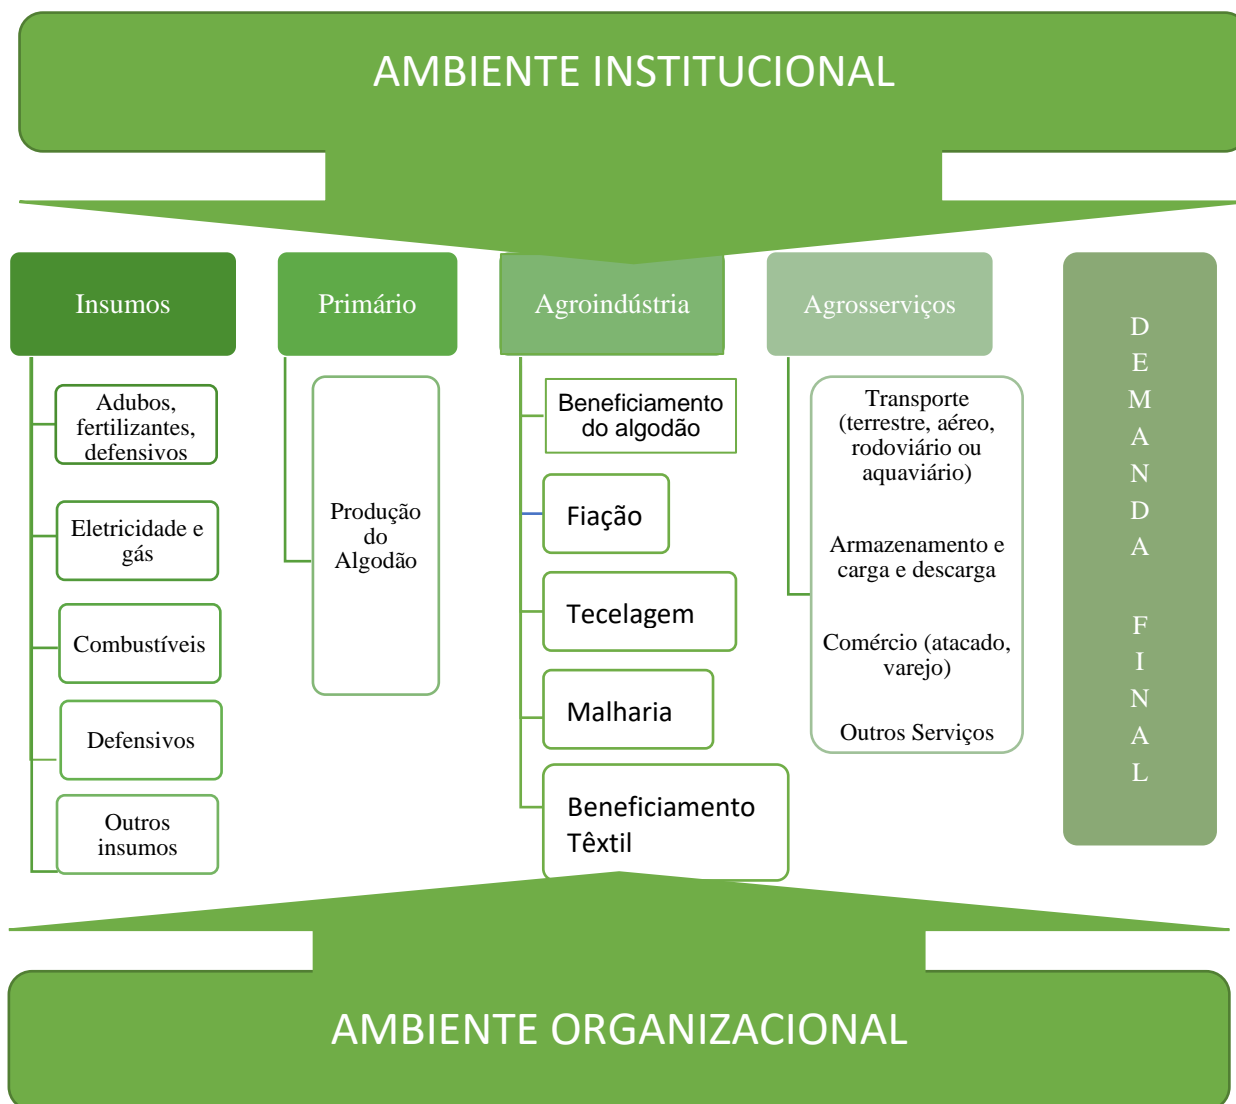 AMBIENTE INSTITUCIONAL
Insumos
Adubos,
fertilizantes,
defensivos
Eletricidade e
gás
Combustíveis
Defensivos
Outros
insumos
Primário
Produção
do
Algodão
Agroindústria
Beneficiamento
do algodão
Fiação
Tecelagem
Malharia
Beneficiamento
Têxtil
Agrosserviços
Transporte
(terrestre, aéreo,
rodoviário ou
aquaviário)
Armazenamento e
carga e descarga
Comércio (atacado,
varejo)
Outros Serviços
D
E
M
A
N
D
A
F
I
N
A
L
AMBIENTE ORGANIZACIONAL